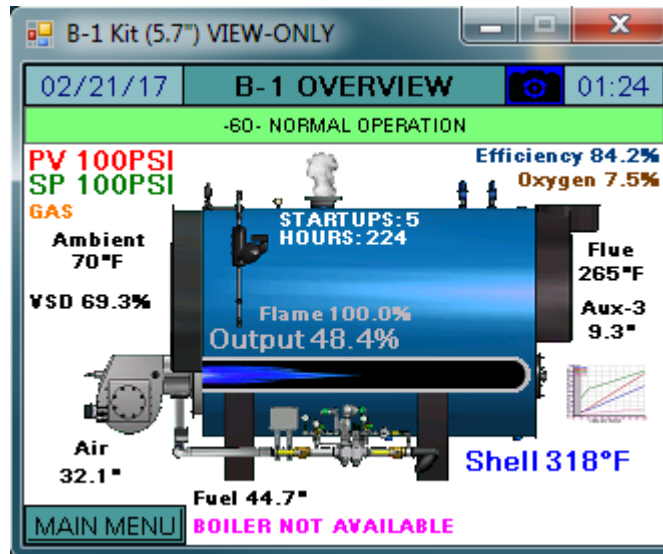 B-1 Kit (5.7") VIEW-ONLY
02/21/17 B-1 OVERVIEW 01:24
-60- NORMAL OPERATION
PV 100PSI
SP 100PSI
GAS
Efficiency 84.2%
Oxygen 7.5%
STARTUPS:5
HOURS:224
Ambient
70°F
Flue
265°F
VSD 69.3%
Aux-3
9.3"
Flame 100.0%
Output 48.4%
Air
32.1"
Shell 318°F
Fuel 44.7"
MAIN MENU BOILER NOT AVAILABLE